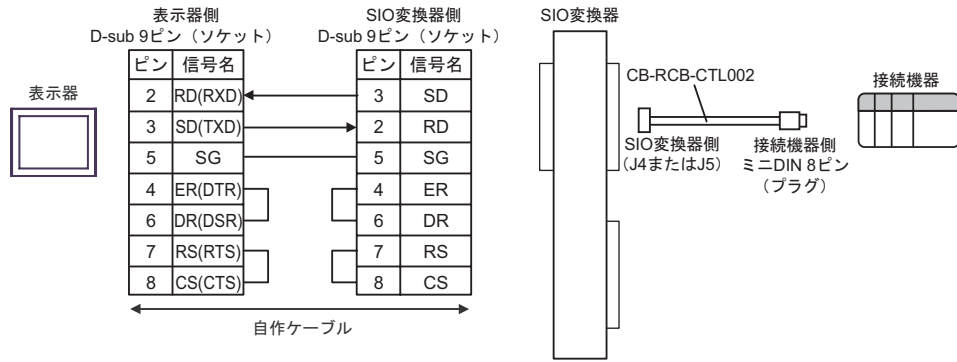 表示器側
D-sub 9ピン（ソケット）
SIO変換器側
D-sub 9ピン（ソケット）
SIO変換器
表示器
ピン 信号名
2 RD(RXD)
3 SD(TXD)
5 SG
4 ER(DTR)
6 DR(DSR)
7 RS(RTS)
8 CS(CTS)
ピン 信号名
3 SD
2 RD
5 SG
4 ER
6 DR
7 RS
8 CS
自作ケーブル
CB-RCB-CTL002
SIO変換器側
（J4またはJ5）
接続機器側
ミニDIN 8ピン
（プラグ）
接続機器